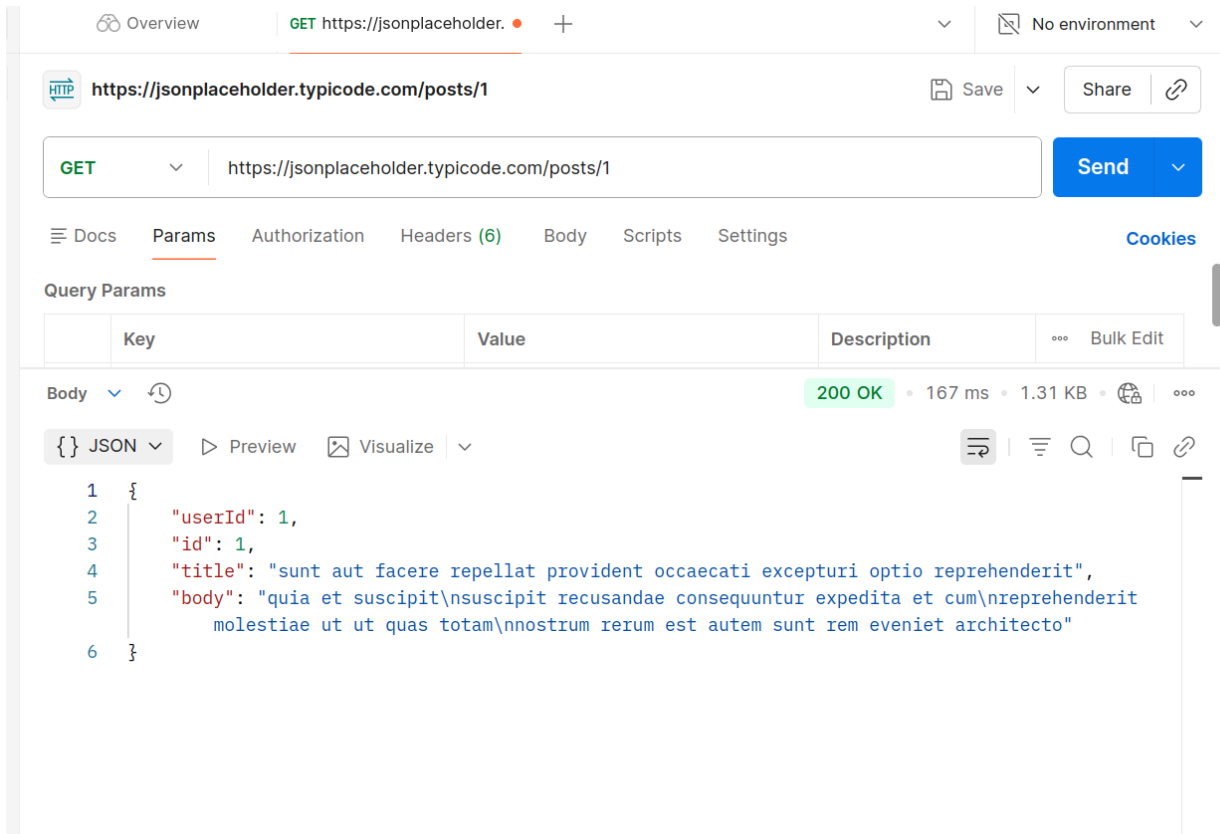 Overview
GET https://jsonplaceholder.
No environment
HTTP https://jsonplaceholder.typicode.com/posts/1
Save
Share
GET
https://jsonplaceholder.typicode.com/posts/1
Send
Docs
Params
Authorization
Headers (6)
Body
Scripts
Settings
Cookies
Query Params
Key
Value
Description
Bulk Edit
Body
200 OK
167 ms
1.31 KB
{} JSON
Preview
Visualize
1 {
2 "userId": 1,
3 "id": 1,
4 "title": "sunt aut facere repellat provident occaecati excepturi optio reprehenderit",
5 "body": "quia et suscipit\nsuscipit recusandae consequuntur expedita et cum\nreprehenderit
molestiae ut ut quas totam\nnostrum rerum est autem sunt rem eveniet architecto"
6 }